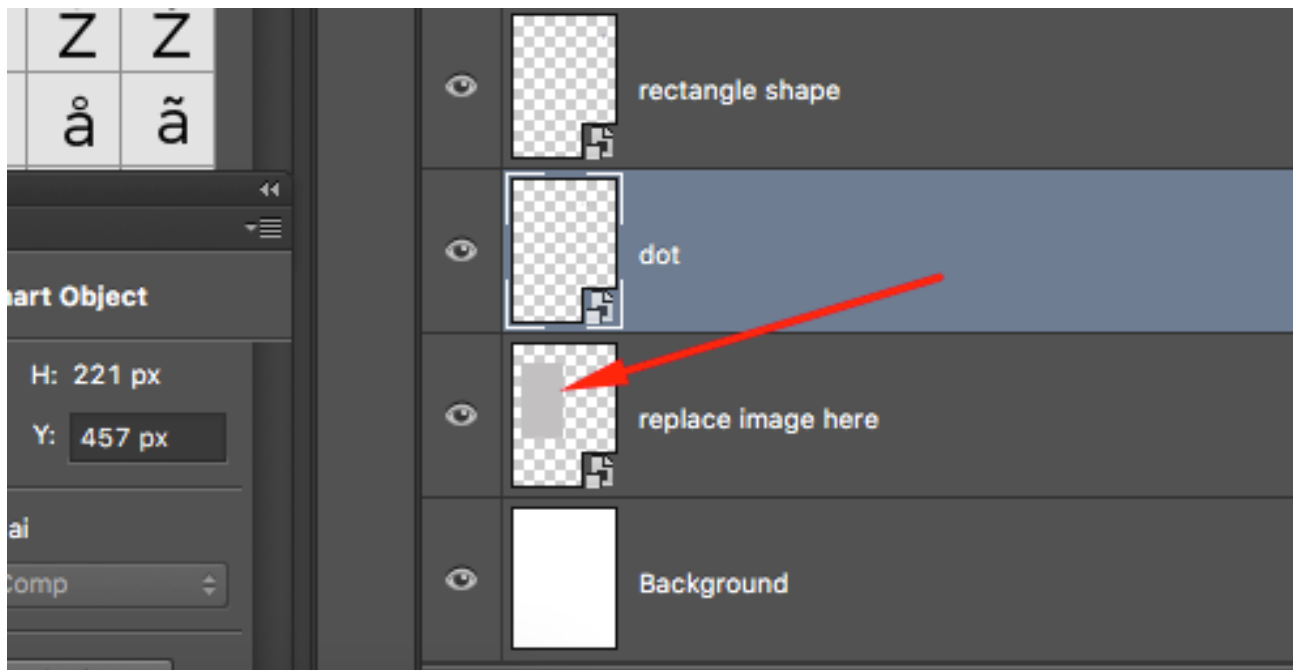 Ž Ż
å ã
rectangle shape
dot
art Object
H: 221 px
Y: 457 px
replace image here
ai
Comp
Background